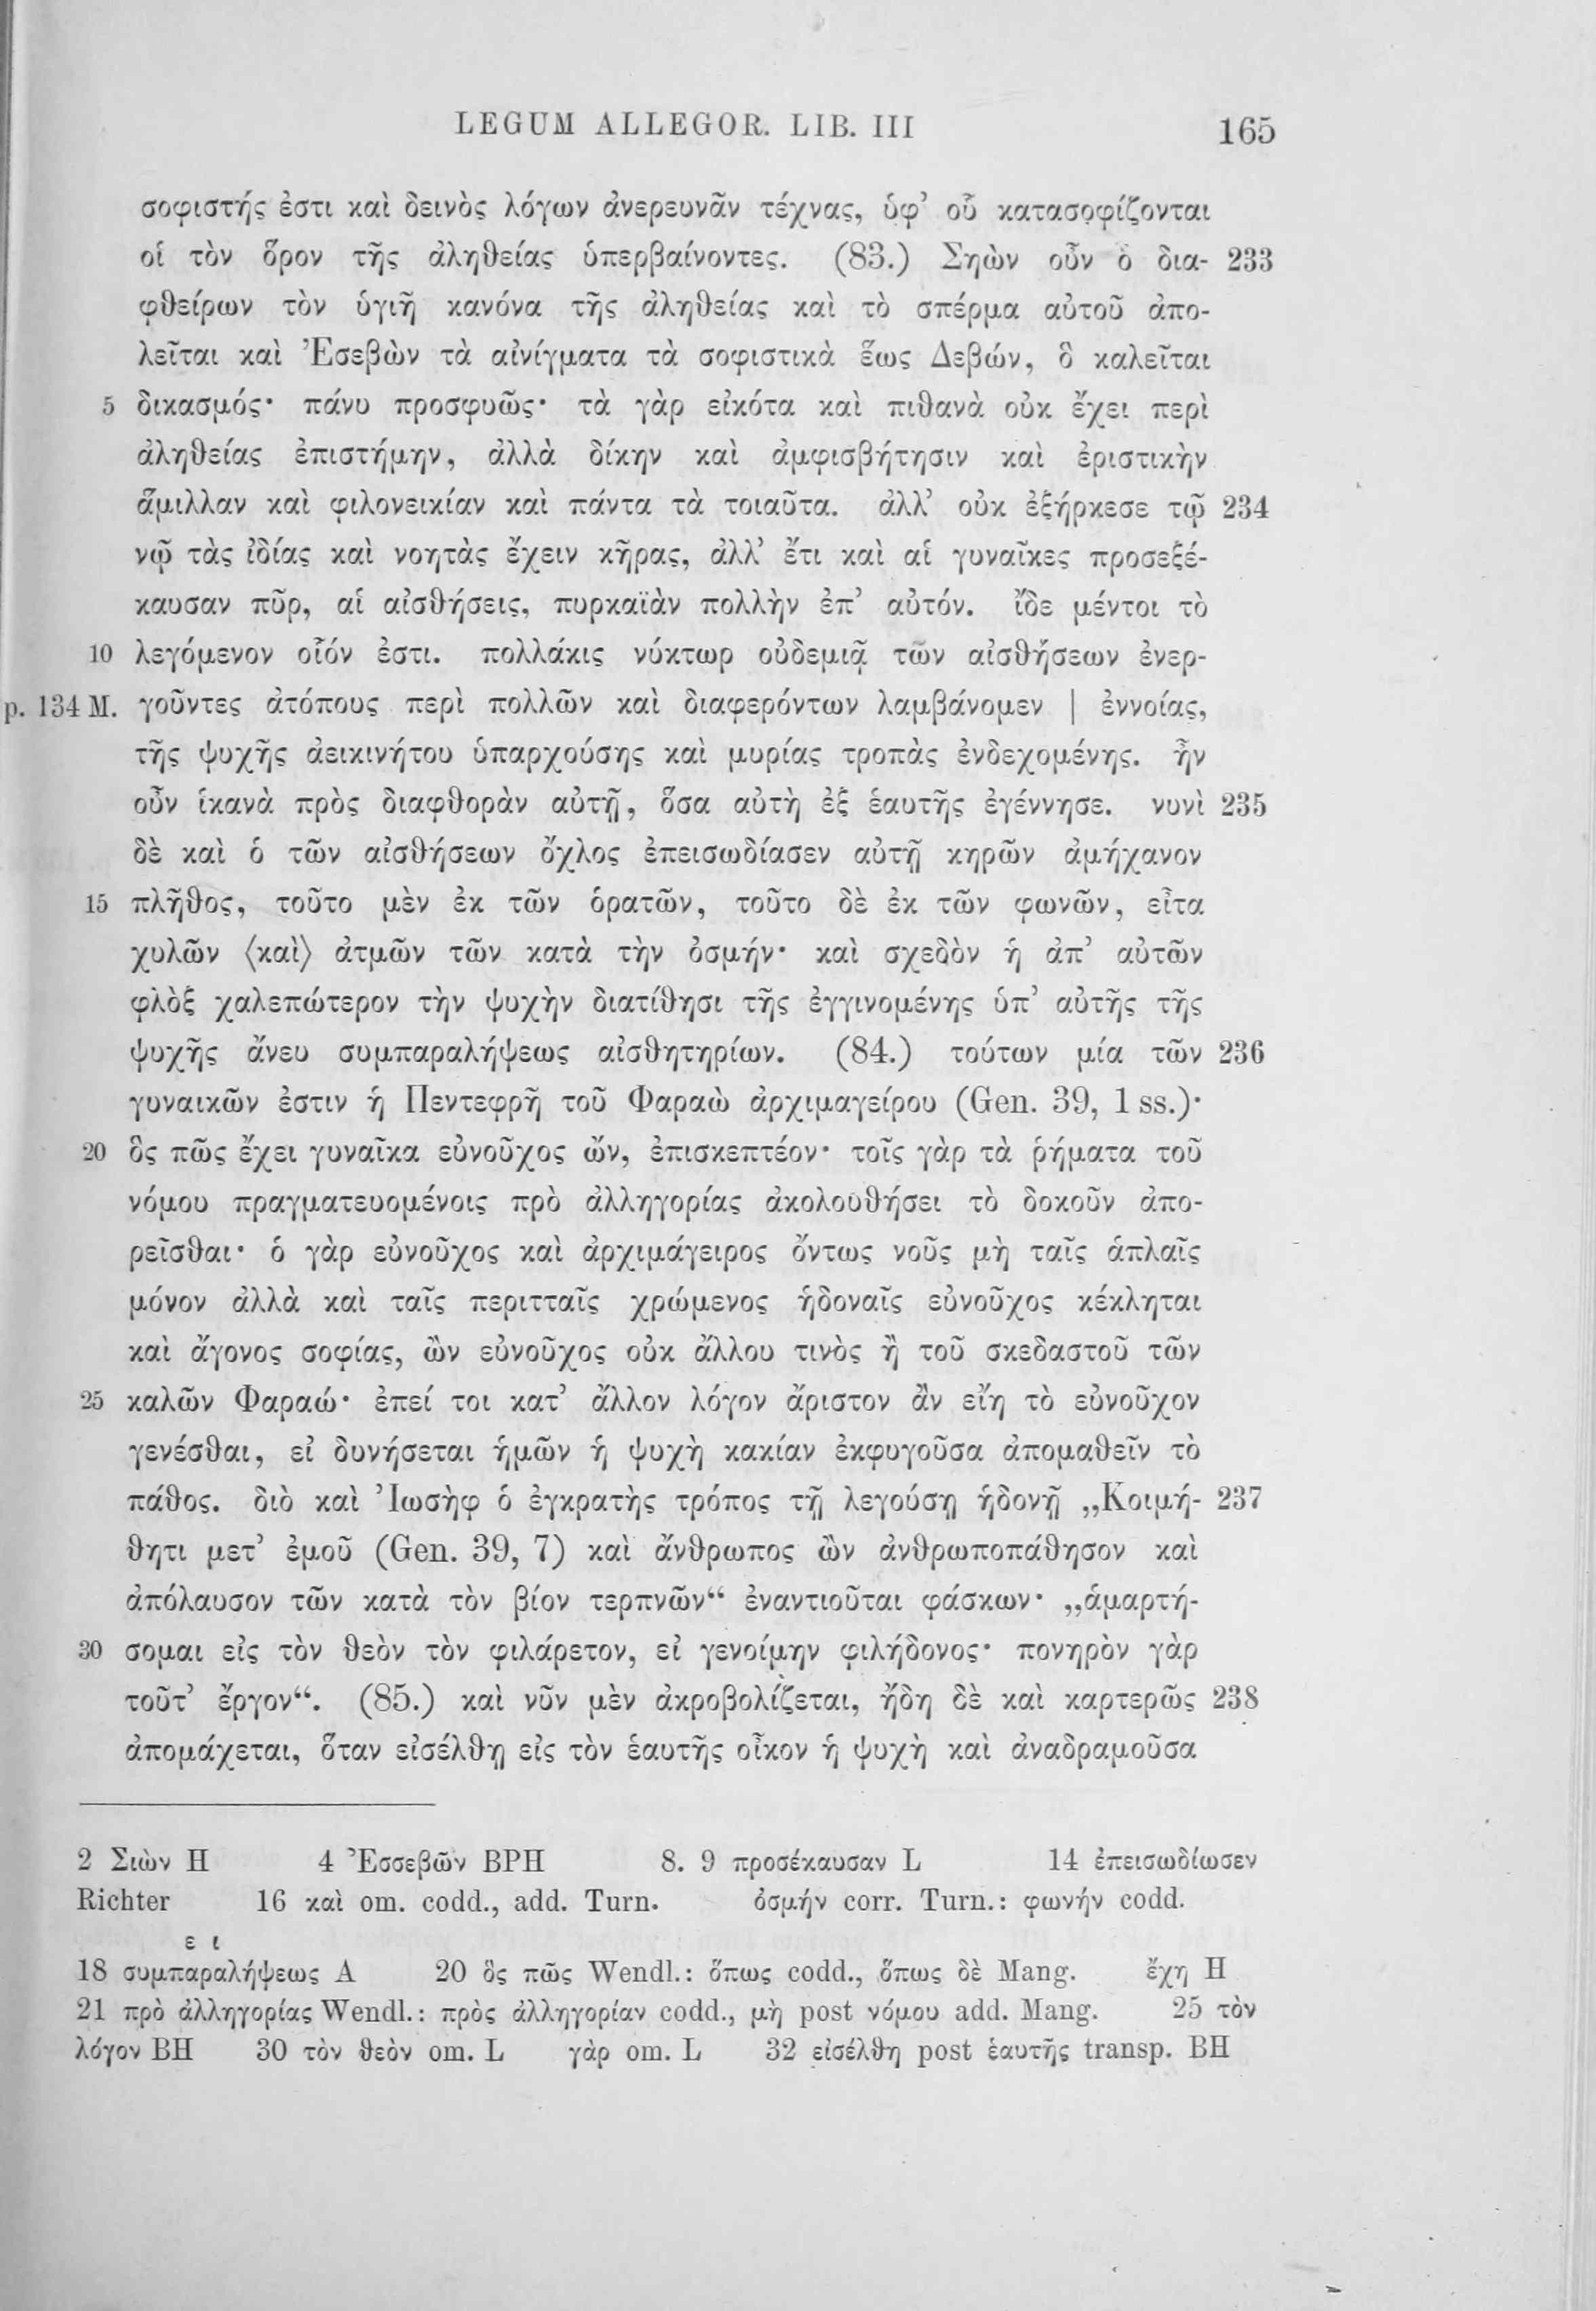 LEGUM ALLEGOR. LIB. III 165
σοφιστής ἐστι καὶ δεινὸς λόγων ἀνερευνᾶν τέχνας, ὑφ’ οὗ κατασοφίζονται
οἱ τὸν ὅρον τῆς ἀληθείας ὑπερβαίνοντες. (83.) Σηὼν οὖν ὁ δια- 233
φθείρων τὸν ὑγιῆ κανόνα τῆς ἀληθείας καὶ τὸ σπέρμα αὐτοῦ ἀπο-
λεῖται καὶ Ἐσεβὼν τὰ αἰνίγματα τὰ σοφιστικὰ ἕως Δεβών, ὃ καλεῖται
5 δικασμός· πάνυ προσφυῶς· τὰ γὰρ εἰκότα καὶ πιθανὰ οὐκ ἔχει περὶ
ἀληθείας ἐπιστήμην, ἀλλὰ δίκην καὶ ἀμφισβήτησιν καὶ ἐριστικὴν
ἅμιλλαν καὶ φιλονεικίαν καὶ πάντα τὰ τοιαῦτα. ἀλλ’ οὐκ ἐξήρκεσε τῷ 234
νῷ τὰς ἰδίας καὶ νοητὰς ἔχειν κῆρας, ἀλλ’ ἔτι καὶ αἱ γυναῖκες προσεξέ-
καυσαν πῦρ, αἱ αἰσθήσεις, πυρκαϊὰν πολλὴν ἐπ’ αὐτόν. ἴδε μέντοι τὸ
10 λεγόμενον οἷόν ἐστι. πολλάκις νύκτωρ οὐδεμιᾷ τῶν αἰσθήσεων ἐνερ-
p. 134 M. γοῦντες ἀτόπους περὶ πολλῶν καὶ διαφερόντων λαμβάνομεν | ἐννοίας,
τῆς ψυχῆς ἀεικινήτου ὑπαρχούσης καὶ μυρίας τροπὰς ἐνδεχομένης. ἦν
οὖν ἱκανὰ πρὸς διαφθορὰν αὐτῇ, ὅσα αὐτὴ ἐξ ἑαυτῆς ἐγέννησε. νυνὶ 235
δὲ καὶ ὁ τῶν αἰσθήσεων ὄχλος ἐπεισωδίασεν αὐτῇ κηρῶν ἀμήχανον
15 πλῆθος, τοῦτο μὲν ἐκ τῶν ὁρατῶν, τοῦτο δὲ ἐκ τῶν φωνῶν, εἶτα
χυλῶν ⟨καὶ⟩ ἀτμῶν τῶν κατὰ τὴν ὀσμήν· καὶ σχεδὸν ἡ ἀπ’ αὐτῶν
φλὸξ χαλεπώτερον τὴν ψυχὴν διατίθησι τῆς ἐγγινομένης ὑπ’ αὐτῆς τῆς
ψυχῆς ἄνευ συμπαραλήψεως αἰσθητηρίων. (84.) τούτων μία τῶν 236
γυναικῶν ἐστιν ἡ Πεντεφρῆ τοῦ Φαραὼ ἀρχιμαγείρου (Gen. 39, 1 ss.)·
20 ὃς πῶς ἔχει γυναῖκα εὐνοῦχος ὤν, ἐπισκεπτέον· τοῖς γὰρ τὰ ῥήματα τοῦ
νόμου πραγματευομένοις πρὸ ἀλληγορίας ἀκολουθήσει τὸ δοκοῦν ἀπο-
ρεῖσθαι· ὁ γὰρ εὐνοῦχος καὶ ἀρχιμάγειρος ὄντως νοῦς μὴ ταῖς ἁπλαῖς
μόνον ἀλλὰ καὶ ταῖς περιτταῖς χρώμενος ἡδοναῖς εὐνοῦχος κέκληται
καὶ ἄγονος σοφίας, ὢν εὐνοῦχος οὐκ ἄλλου τινὸς ἢ τοῦ σκεδαστοῦ τῶν
25 καλῶν Φαραώ· ἐπεί τοι κατ’ ἄλλον λόγον ἄριστον ἂν εἴη τὸ εὐνοῦχον
γενέσθαι, εἰ δυνήσεται ἡμῶν ἡ ψυχὴ κακίαν ἐκφυγοῦσα ἀπομαθεῖν τὸ
πάθος. διὸ καὶ Ἰωσὴφ ὁ ἐγκρατὴς τρόπος τῇ λεγούσῃ ἡδονῇ „Κοιμή- 237
θητι μετ’ ἐμοῦ (Gen. 39, 7) καὶ ἄνθρωπος ὢν ἀνθρωποπάθησον καὶ
ἀπόλαυσον τῶν κατὰ τὸν βίον τερπνῶν“ ἐναντιοῦται φάσκων· „ἁμαρτή-
30 σομαι εἰς τὸν θεὸν τὸν φιλάρετον, εἰ γενοίμην φιλήδονος· πονηρὸν γὰρ
τοῦτ’ ἔργον“. (85.) καὶ νῦν μὲν ἀκροβολίζεται, ἤδη δὲ καὶ καρτερῶς 238
ἀπομάχεται, ὅταν εἰσέλθῃ εἰς τὸν ἑαυτῆς οἶκον ἡ ψυχὴ καὶ ἀναδραμοῦσα
2 Σιὼν H 4 Ἐσσεβῶν BPH 8. 9 προσέκαυσαν L 14 ἐπεισωδίωσεν
Richter 16 καὶ om. codd., add. Turn. ὀσμήν corr. Turn.: φωνήν codd.
ε ι
18 συμπαραλήψεως A 20 ὃς πῶς Wendl.: ὅπως codd., ὅπως δὲ Mang. ἔχῃ H
21 πρὸ ἀλληγορίας Wendl.: πρὸς ἀλληγορίαν codd., μὴ post νόμου add. Mang. 25 τὸν
λόγον BH 30 τὸν θεὸν om. L γὰρ om. L 32 εἰσέλθῃ post ἑαυτῆς transp. BH